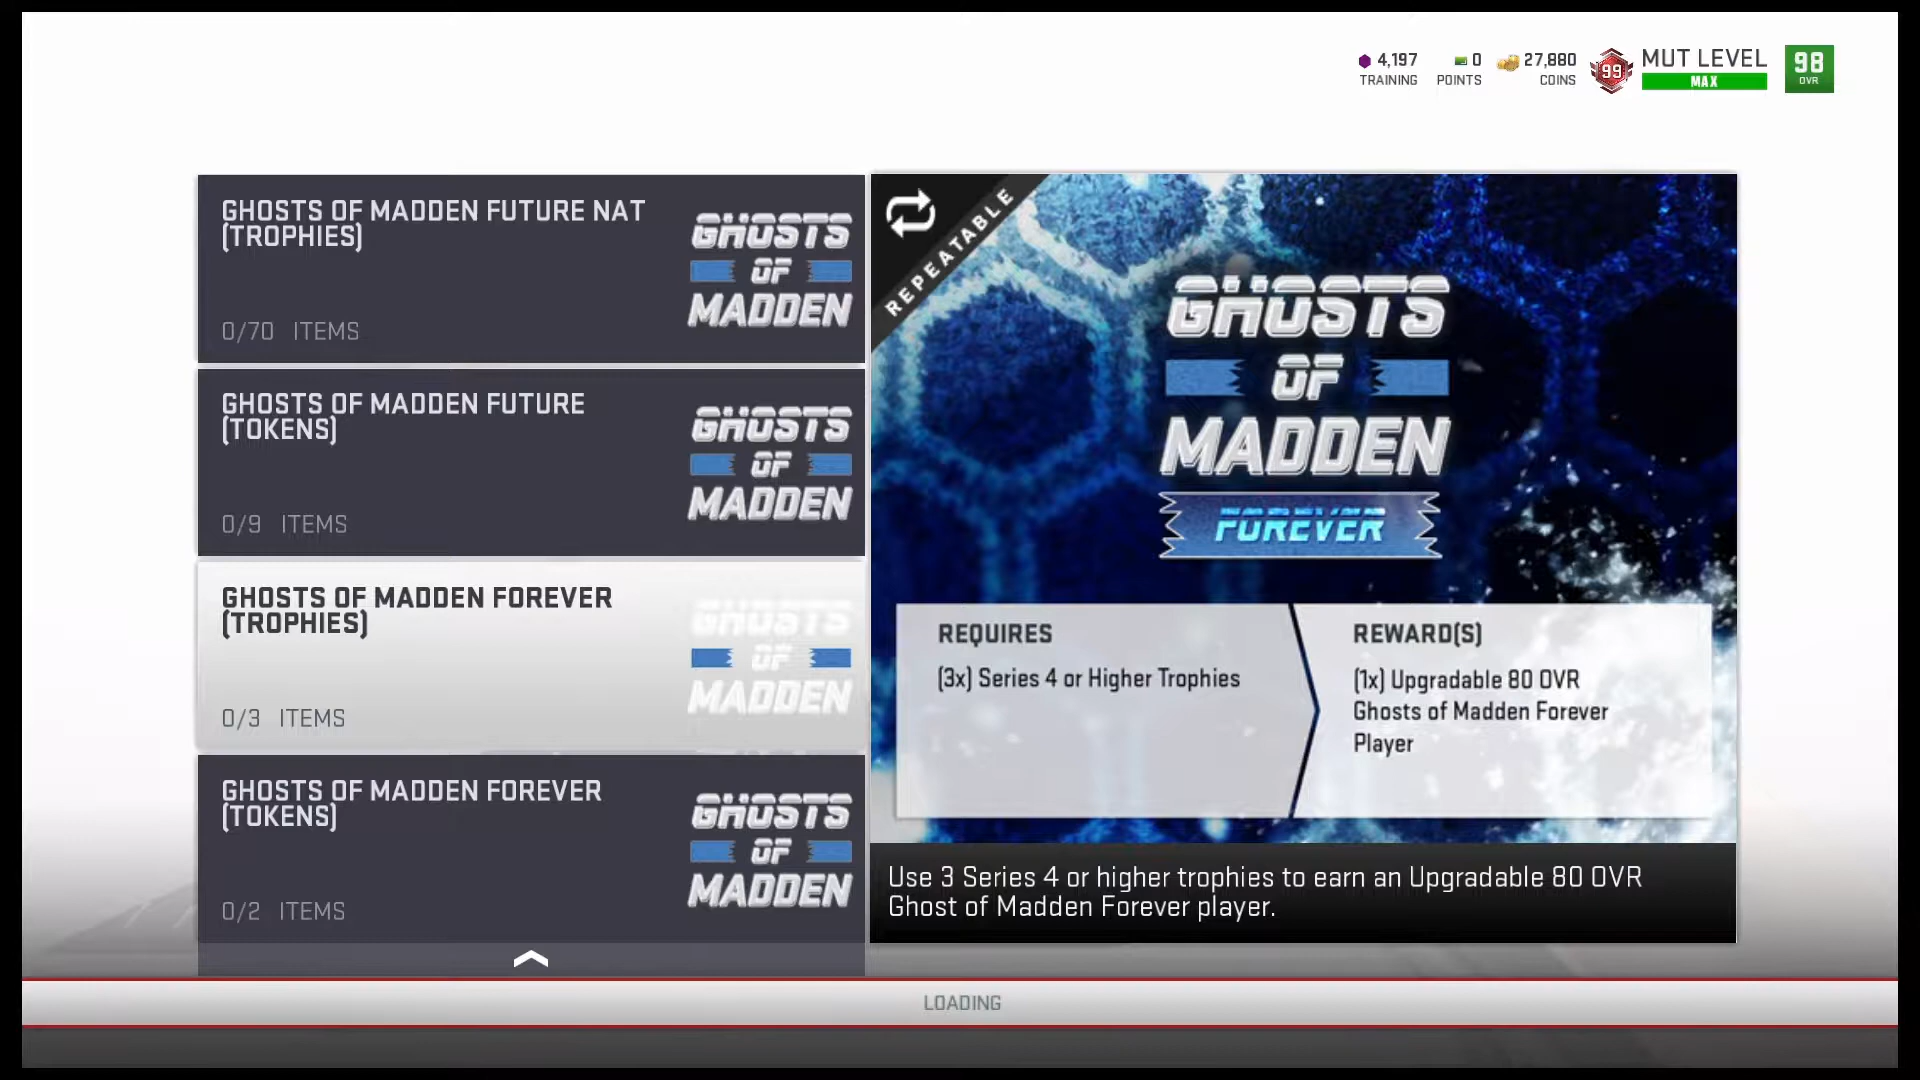 4,197
TRAINING
0
POINTS
27,880
COINS
99
MUT LEVEL
MAX
98
OVR
GHOSTS OF MADDEN FUTURE NAT
(TROPHIES)
0/70 ITEMS
GHOSTS
OF
MADDEN
GHOSTS OF MADDEN FUTURE
(TOKENS)
0/9 ITEMS
GHOSTS
OF
MADDEN
GHOSTS OF MADDEN FOREVER
(TROPHIES)
0/3 ITEMS
GHOSTS
OF
MADDEN
GHOSTS OF MADDEN FOREVER
(TOKENS)
0/2 ITEMS
GHOSTS
OF
MADDEN
REPEATABLE
GHOSTS
OF
MADDEN
FOREVER
REQUIRES
(3x) Series 4 or Higher Trophies
REWARD(S)
(1x) Upgradable 80 OVR
Ghosts of Madden Forever
Player
Use 3 Series 4 or higher trophies to earn an Upgradable 80 OVR
Ghost of Madden Forever player.
LOADING